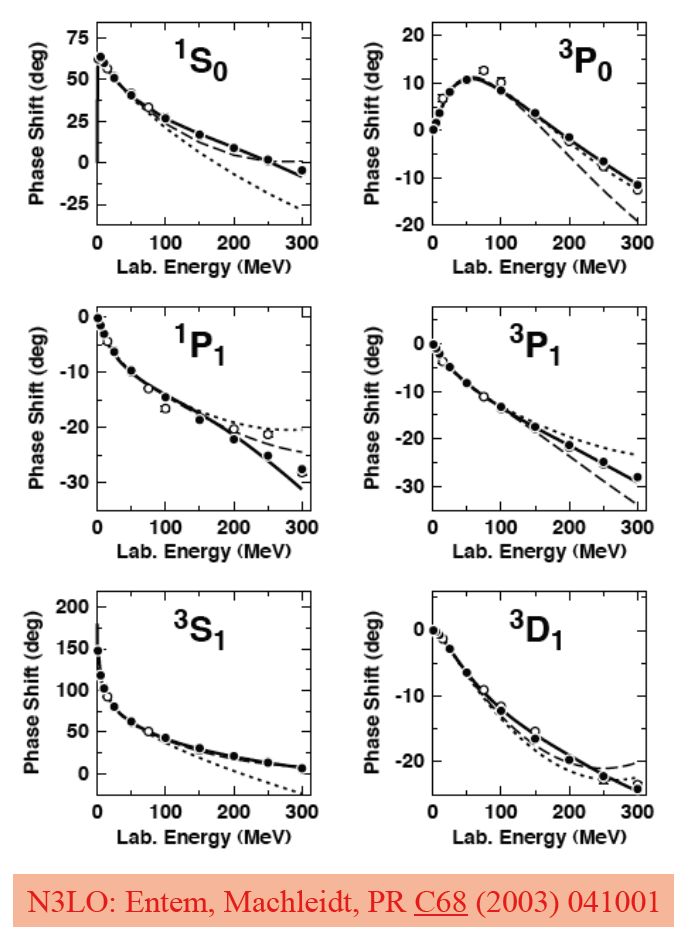 75
50
25
0
-25
Phase Shift (deg)
¹S₀
0 100 200 300
Lab. Energy (MeV)
20
10
0
-10
-20
Phase Shift (deg)
³P₀
0 100 200 300
Lab. Energy (MeV)
0
-10
-20
-30
Phase Shift (deg)
¹P₁
0 100 200 300
Lab. Energy (MeV)
0
-10
-20
-30
Phase Shift (deg)
³P₁
0 100 200 300
Lab. Energy (MeV)
200
150
100
50
0
Phase Shift (deg)
³S₁
0 100 200 300
Lab. Energy (MeV)
0
-10
-20
Phase Shift (deg)
³D₁
0 100 200 300
Lab. Energy (MeV)
N3LO: Entem, Machleidt, PR C68 (2003) 041001